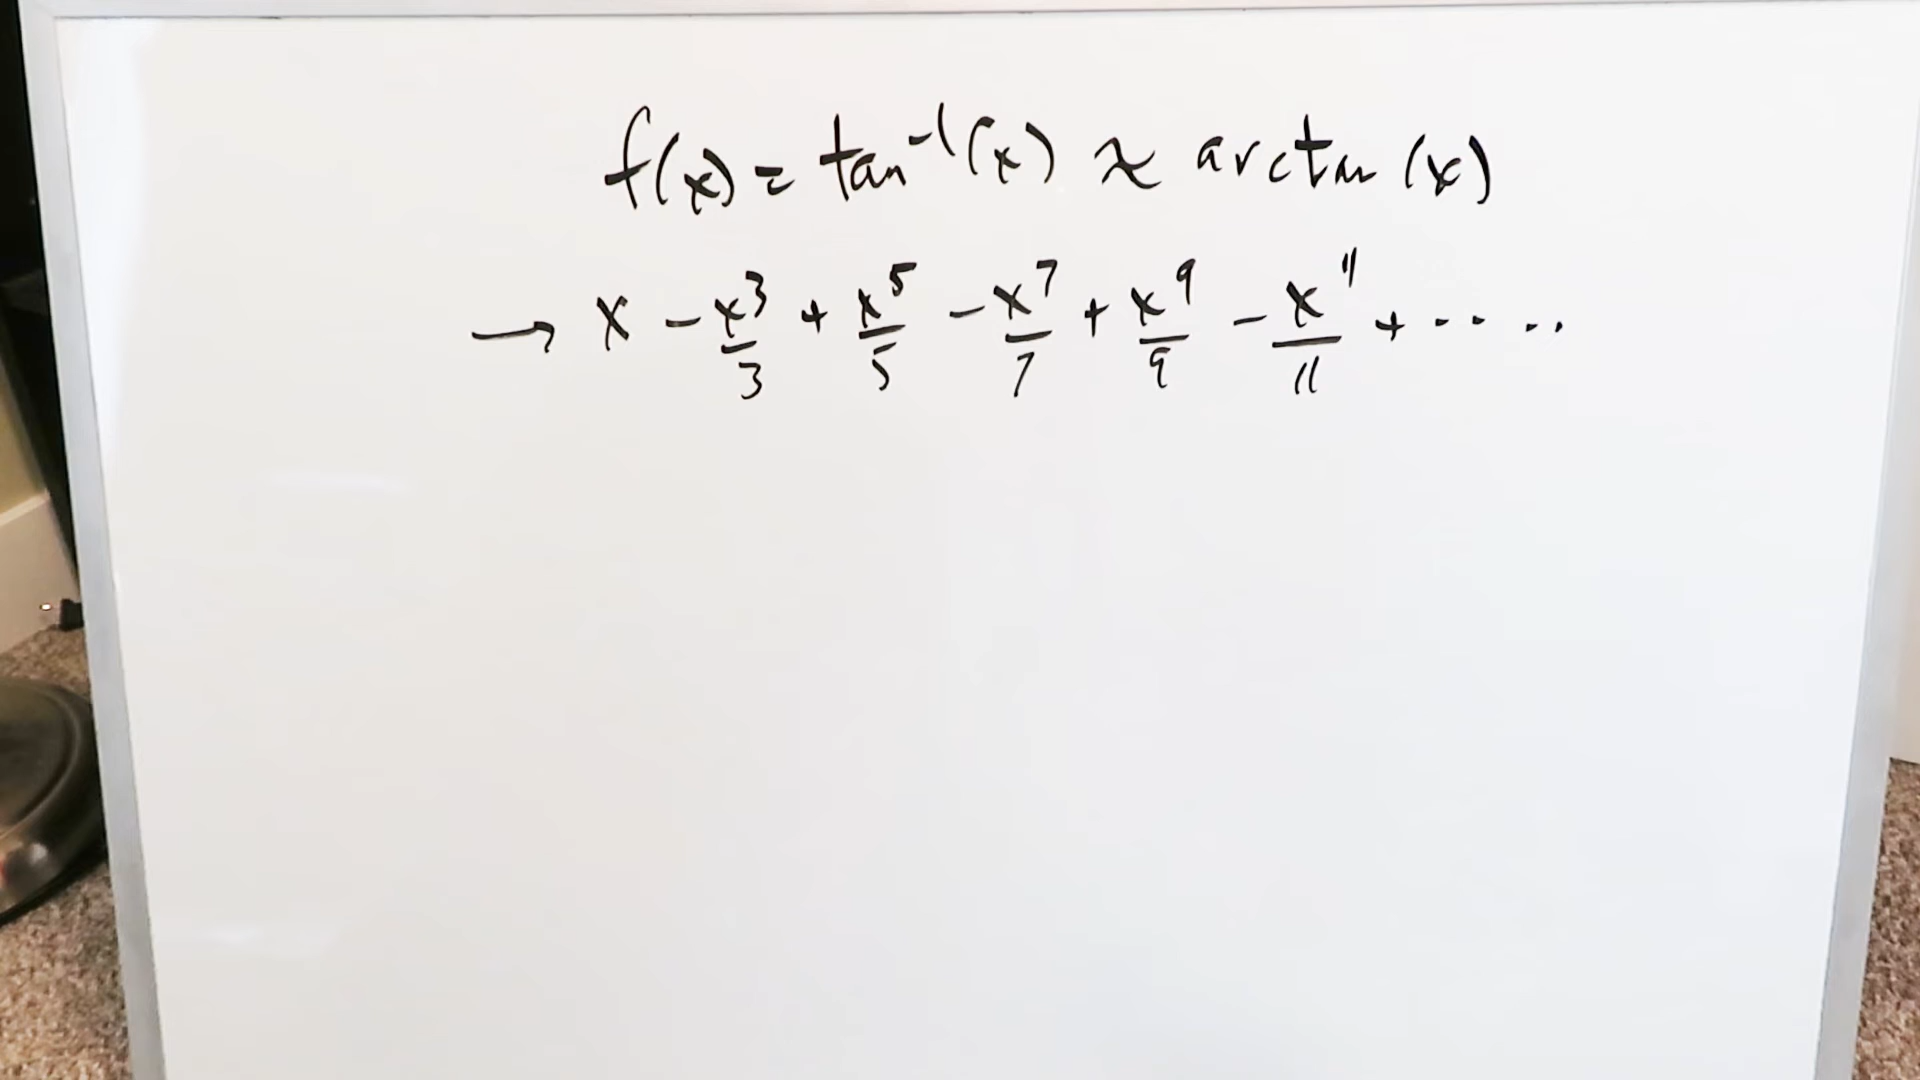 f(x) = tan⁻¹(x) ≈ arctan(x)
→ x - x³/3 + x⁵/5 - x⁷/7 + x⁹/9 - x¹¹/11 + ....